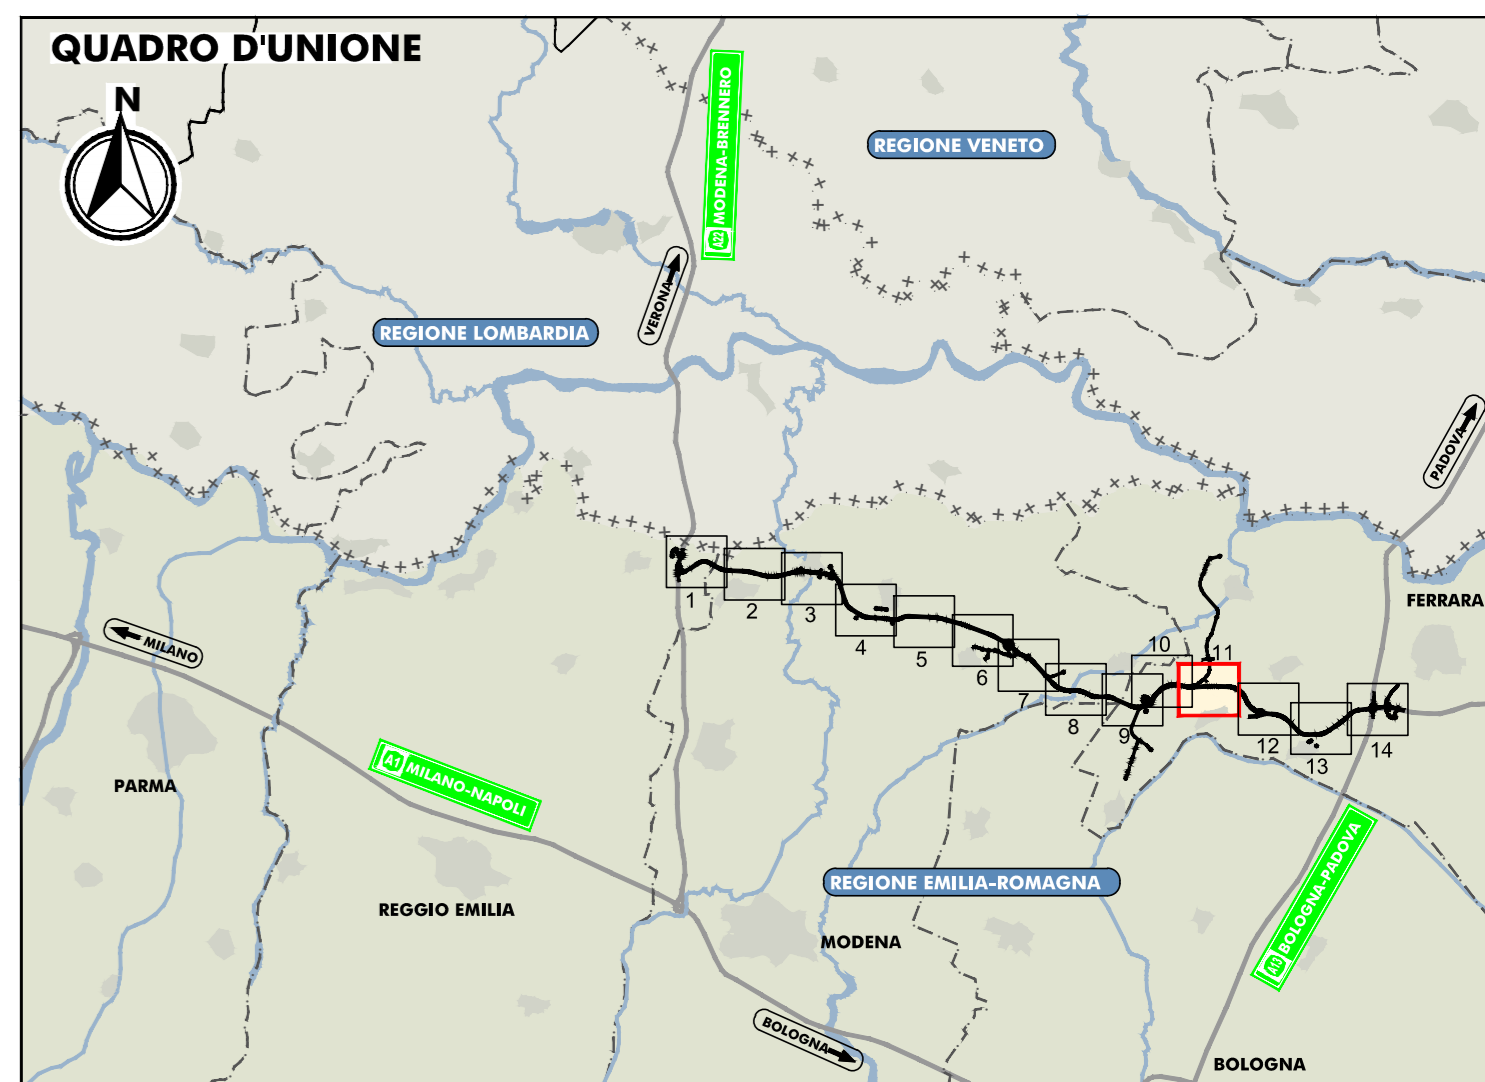 QUADRO D'UNIONE
N
A22 MODENA-BRENNERO
REGIONE VENETO
VERONA
REGIONE LOMBARDIA
PADOVA
FERRARA
1
2
3
4
5
6
7
8
9
10
11
12
13
14
MILANO
PARMA
A1 MILANO-NAPOLI
REGIONE EMILIA-ROMAGNA
A13 BOLOGNA-PADOVA
REGGIO EMILIA
MODENA
BOLOGNA
BOLOGNA